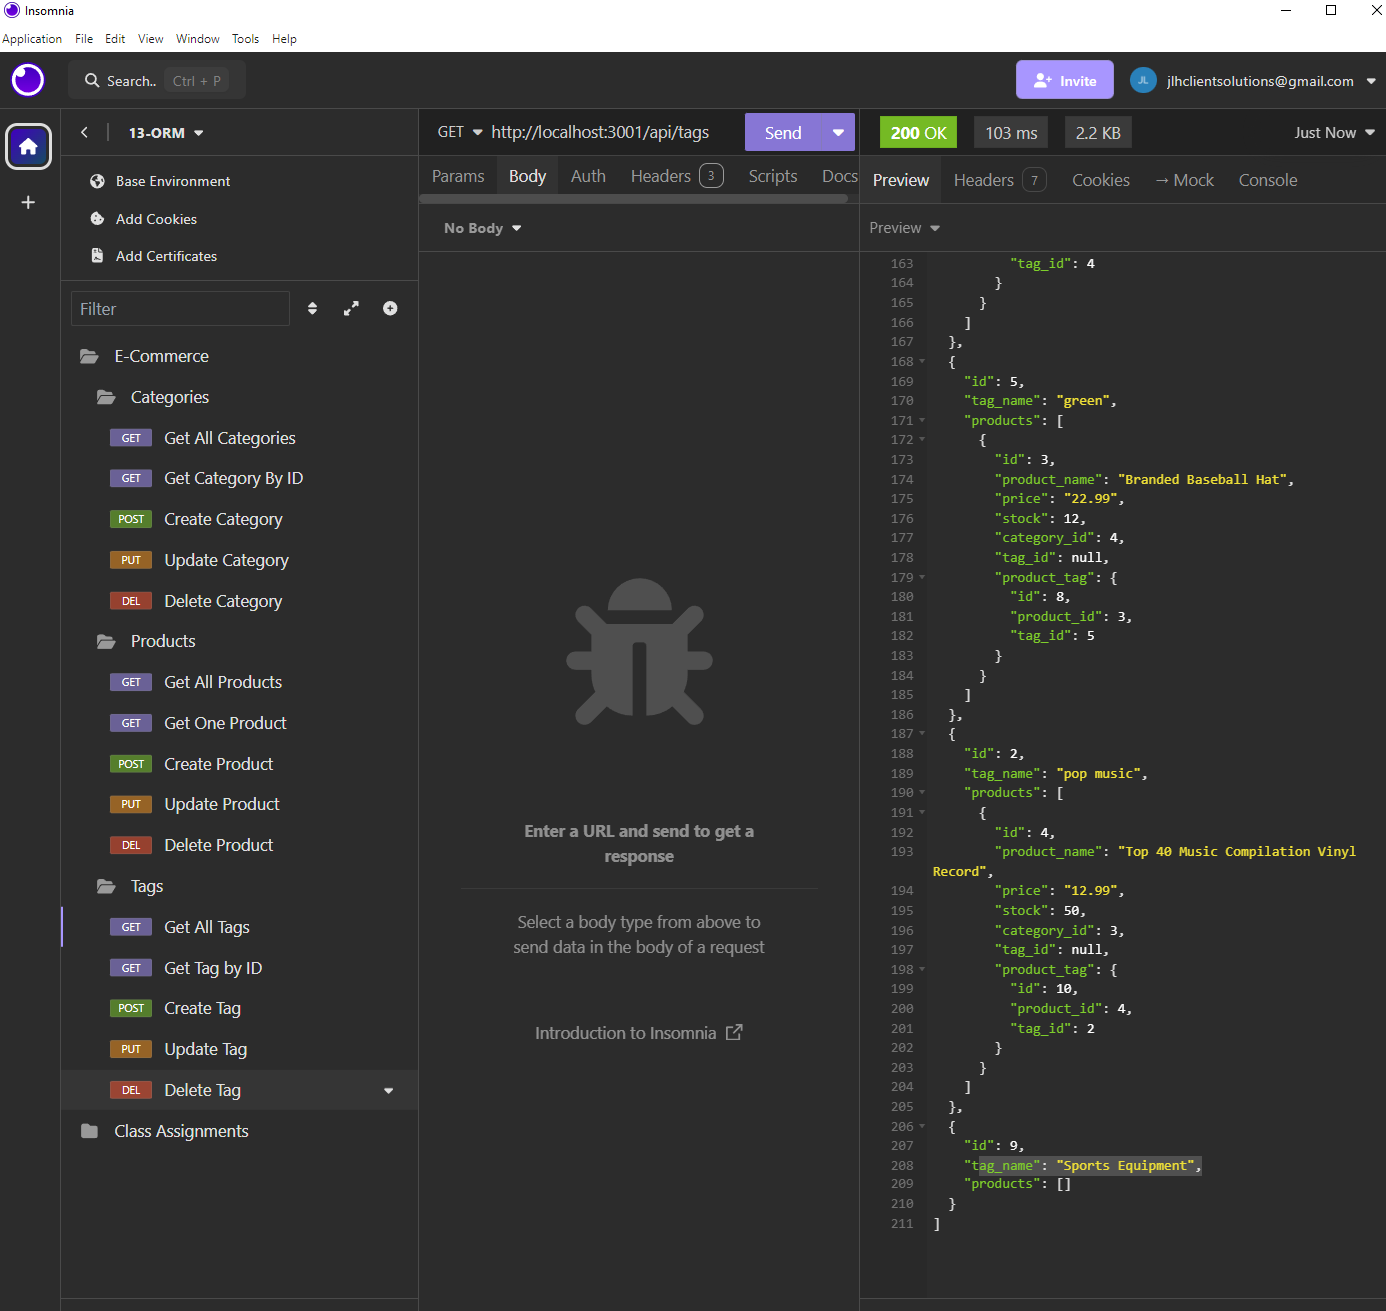 Insomnia
Application File Edit View Window Tools Help
Search.. Ctrl + P
Invite
JL jlhclientsolutions@gmail.com
13-ORM
Base Environment
Add Cookies
Add Certificates
Filter
E-Commerce
Categories
GET Get All Categories
GET Get Category By ID
POST Create Category
PUT Update Category
DEL Delete Category
Products
GET Get All Products
GET Get One Product
POST Create Product
PUT Update Product
DEL Delete Product
Tags
GET Get All Tags
GET Get Tag by ID
POST Create Tag
PUT Update Tag
DEL Delete Tag
Class Assignments
GET http://localhost:3001/api/tags Send
Params Body Auth Headers 3 Scripts Docs
No Body
Enter a URL and send to get a
response
Select a body type from above to
send data in the body of a request
Introduction to Insomnia
200 OK 103 ms 2.2 KB Just Now
Preview Headers 7 Cookies → Mock Console
Preview
163 "tag_id": 4
164 }
165 }
166 ]
167 },
168 {
169 "id": 5,
170 "tag_name": "green",
171 "products": [
172 {
173 "id": 3,
174 "product_name": "Branded Baseball Hat",
175 "price": "22.99",
176 "stock": 12,
177 "category_id": 4,
178 "tag_id": null,
179 "product_tag": {
180 "id": 8,
181 "product_id": 3,
182 "tag_id": 5
183 }
184 }
185 ]
186 },
187 {
188 "id": 2,
189 "tag_name": "pop music",
190 "products": [
191 {
192 "id": 4,
193 "product_name": "Top 40 Music Compilation Vinyl
Record",
194 "price": "12.99",
195 "stock": 50,
196 "category_id": 3,
197 "tag_id": null,
198 "product_tag": {
199 "id": 10,
200 "product_id": 4,
201 "tag_id": 2
202 }
203 }
204 ]
205 },
206 {
207 "id": 9,
208 "tag_name": "Sports Equipment",
209 "products": []
210 }
211 ]